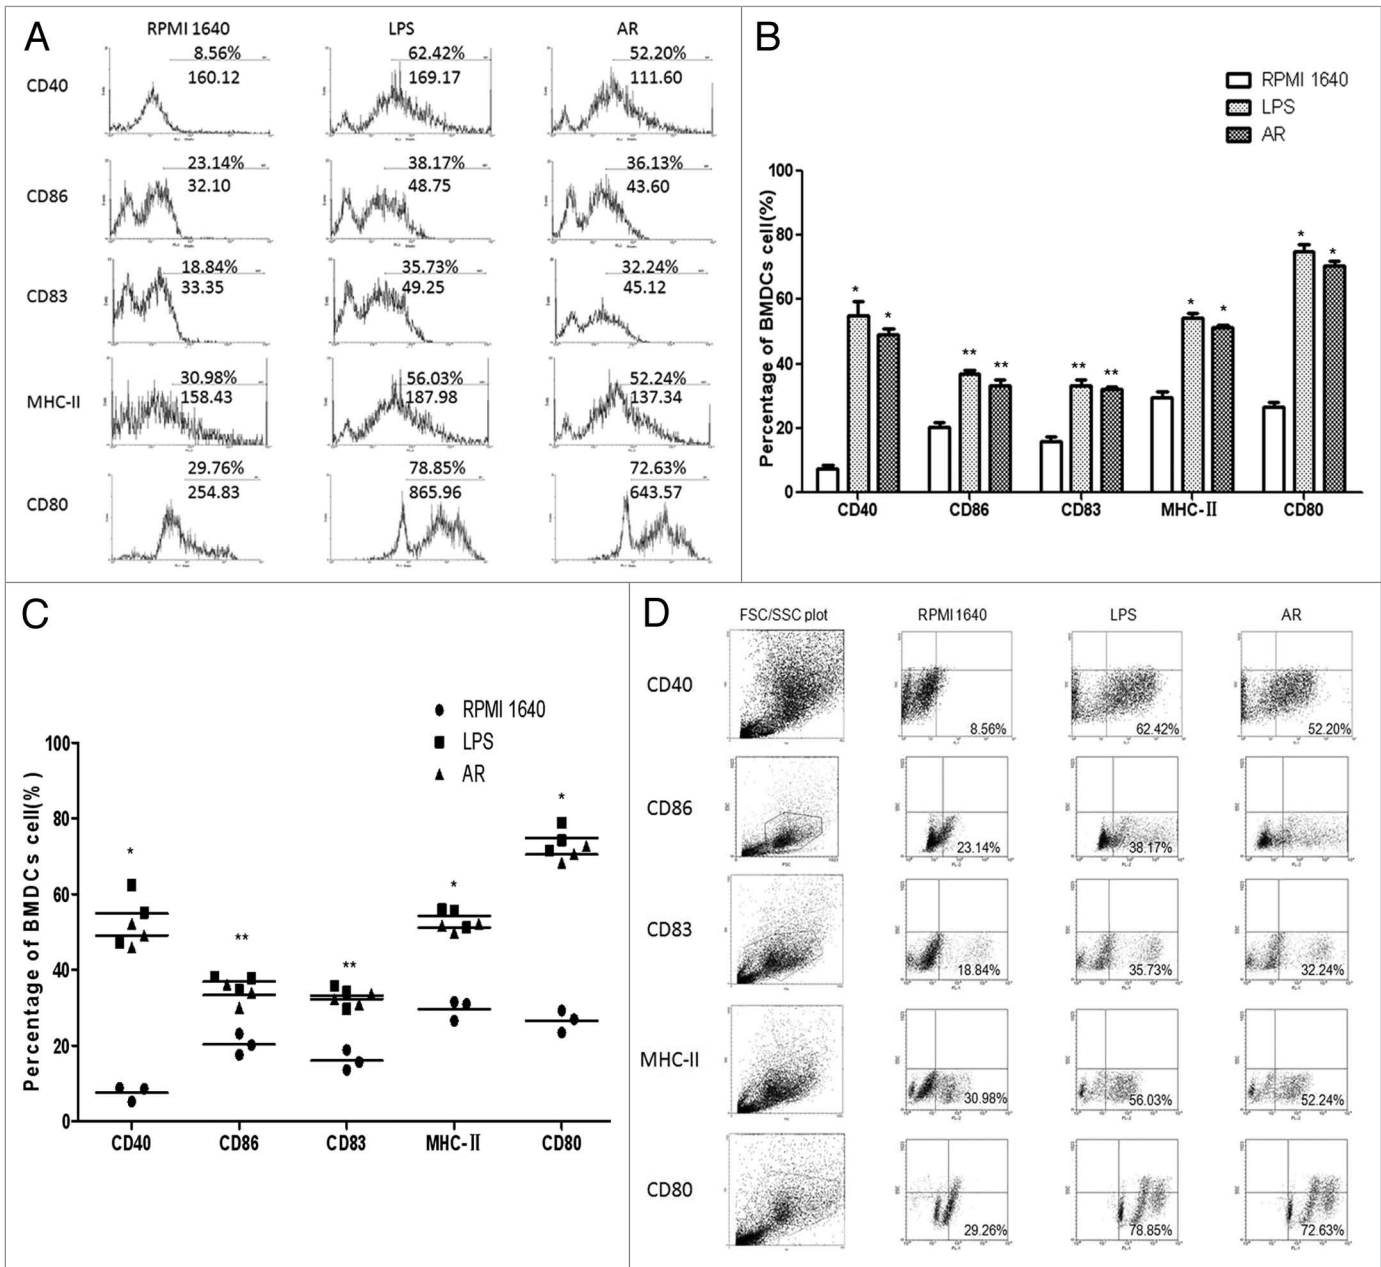 A
RPMI 1640 LPS AR
CD40
8.56% 62.42% 52.20%
160.12 169.17 111.60
CD86
23.14% 38.17% 36.13%
32.10 48.75 43.60
CD83
18.84% 35.73% 32.24%
33.35 49.25 45.12
MHC-II
30.98% 56.03% 52.24%
158.43 187.98 137.34
CD80
29.76% 78.85% 72.63%
254.83 865.96 643.57
B
RPMI 1640
LPS
AR
Percentage of BMDCs cell(%)
100
80
60
40
20
0
* * ** ** ** ** * * * *
CD40 CD86 CD83 MHC-II CD80
C
RPMI 1640
LPS
AR
Percentage of BMDCs cell(%)
100
80
60
40
20
0
* ** ** * *
CD40 CD86 CD83 MHC-II CD80
D
FSC/SSC plot RPMI 1640 LPS AR
CD40
8.56% 62.42% 52.20%
CD86
23.14% 38.17%
FSC
CD83
18.84% 35.73% 32.24%
MHC-II
30.98% 56.03% 52.24%
CD80
29.26% 78.85% 72.63%